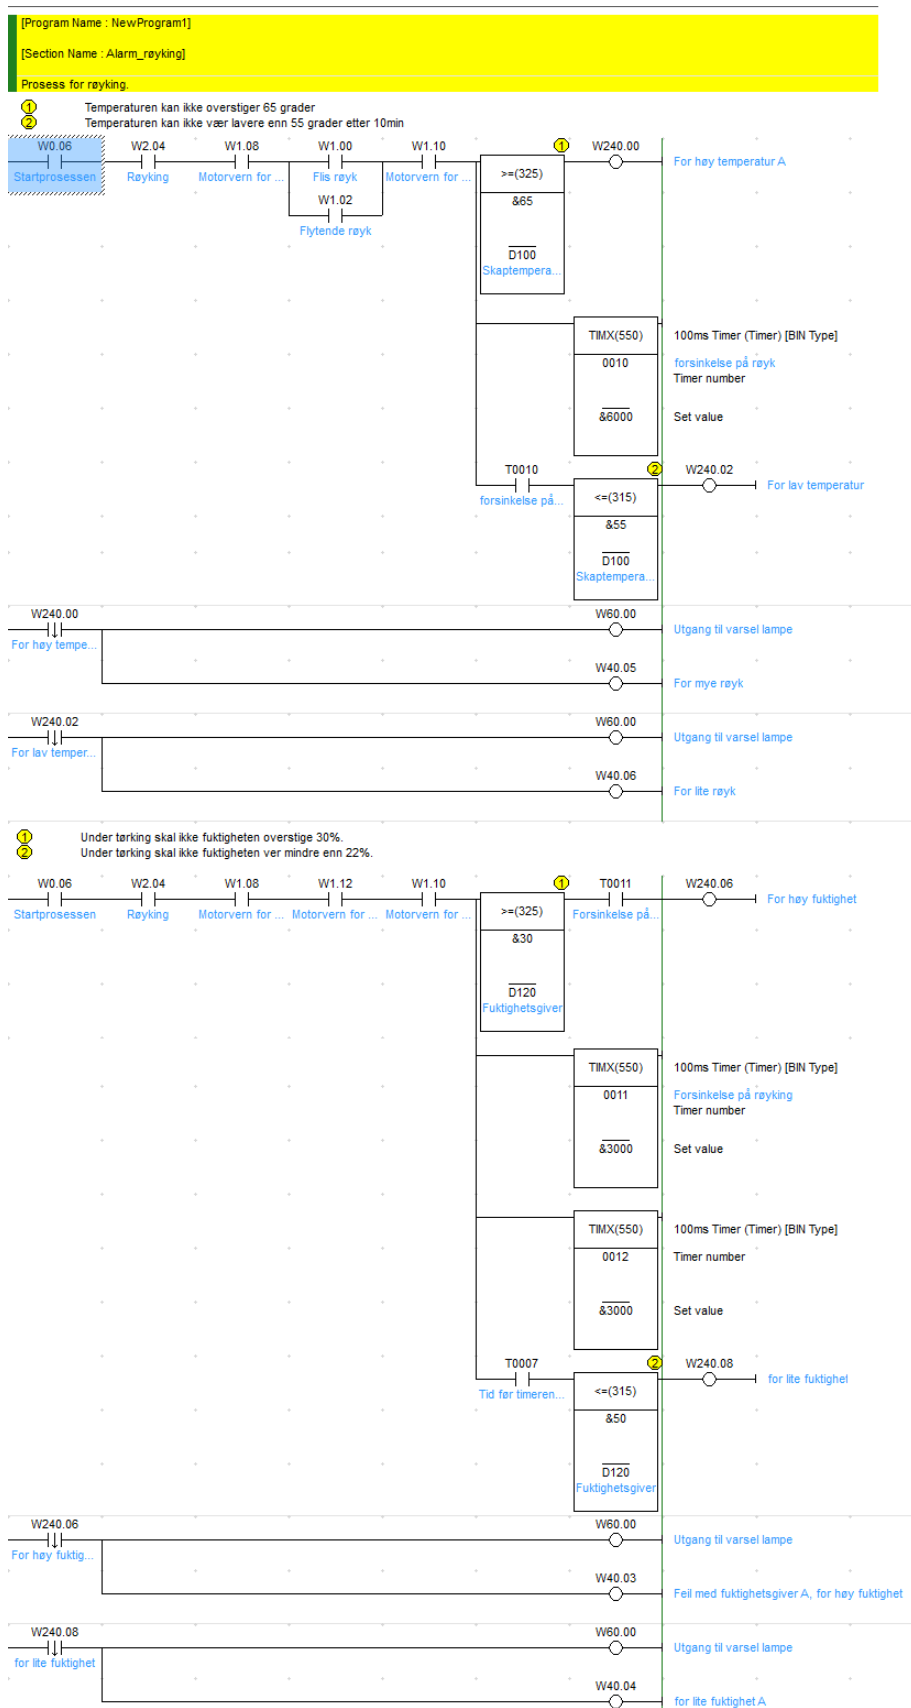 [Program Name : NewProgram1]
[Section Name : Alarm_røyking]
Prosess for røyking.
1 Temperaturen kan ikke overstiger 65 grader
2 Temperaturen kan ikke vær lavere enn 55 grader etter 10min
W0.06 W2.04 W1.08 W1.00 W1.10 1 W240.00
Startprosessen Røyking Motorvern for ... Flis røyk Motorvern for ... >=(325) For høy temperatur A
W1.02 &65
Flytende røyk
D100
Skaptempera...
TIMX(550) 100ms Timer (Timer) [BIN Type]
0010 forsinkelse på røyk
Timer number
&6000 Set value
T0010 2 W240.02
forsinkelse på... <=(315) For lav temperatur
&55
D100
Skaptempera...
W240.00 W60.00
For høy tempe... Utgang til varsel lampe
W40.05
For mye røyk
W240.02 W60.00
For lav temper... Utgang til varsel lampe
W40.06
For lite røyk
1 Under tørking skal ikke fuktigheten overstige 30%.
2 Under tørking skal ikke fuktigheten ver mindre enn 22%.
W0.06 W2.04 W1.08 W1.12 W1.10 1 T0011 W240.06
Startprosessen Røyking Motorvern for ... Motorvern for ... Motorvern for ... >=(325) Forsinkelse på... For høy fuktighet
&30
D120
Fuktighetsgiver
TIMX(550) 100ms Timer (Timer) [BIN Type]
0011 Forsinkelse på røyking
Timer number
&3000 Set value
TIMX(550) 100ms Timer (Timer) [BIN Type]
0012 Timer number
&3000 Set value
T0007 2 W240.08
Tid før timeren... <=(315) for lite fuktighet
&50
D120
Fuktighetsgiver
W240.06 W60.00
For høy fuktig... Utgang til varsel lampe
W40.03
Feil med fuktighetsgiver A, for høy fuktighet
W240.08 W60.00
for lite fuktighet Utgang til varsel lampe
W40.04
for lite fuktighet A